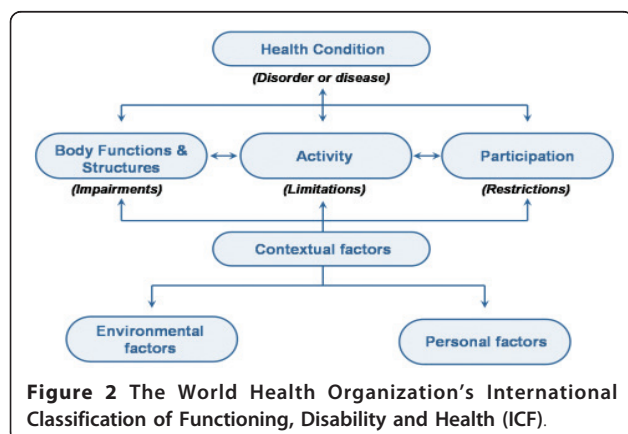 Health Condition
(Disorder or disease)
Body Functions &
Structures
Activity
Participation
(Impairments)
(Limitations)
(Restrictions)
Contextual factors
Environmental
factors
Personal factors
Figure 2 The World Health Organization's International
Classification of Functioning, Disability and Health (ICF).